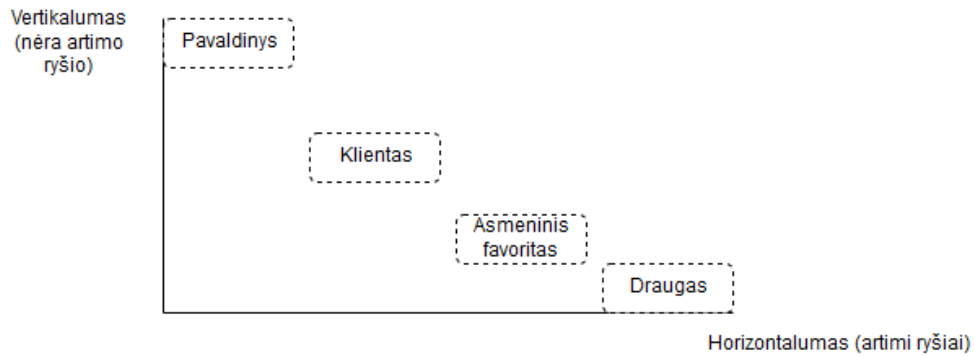 Vertikalumas
(nėra artimo
ryšio)
Pavaldinys
Klientas
Asmeninis
favoritas
Draugas
Horizontalumas (artimi ryšiai)